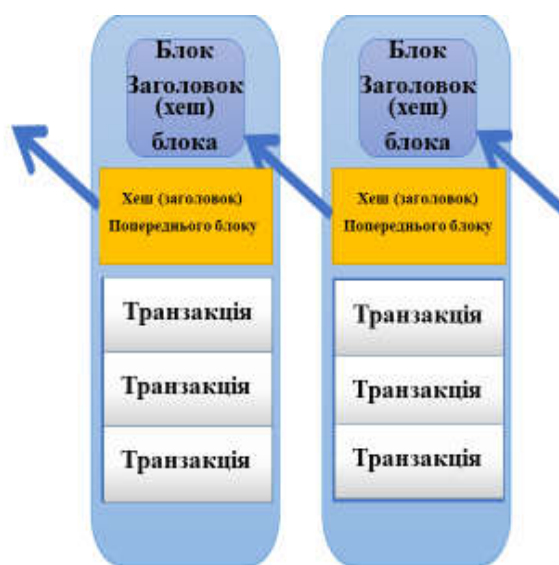 Блок
Заголовок
(хеш)
блока
Хеш (заголовок)
Попереднього блоку
Транзакція
Транзакція
Транзакція
Блок
Заголовок
(хеш)
блока
Хеш (заголовок)
Попереднього блоку
Транзакція
Транзакція
Транзакція